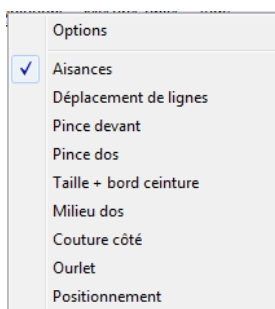 Options
Aisances
Déplacement de lignes
Pince devant
Pince dos
Taille + bord ceinture
Milieu dos
Couture côté
Ourlet
Positionnement